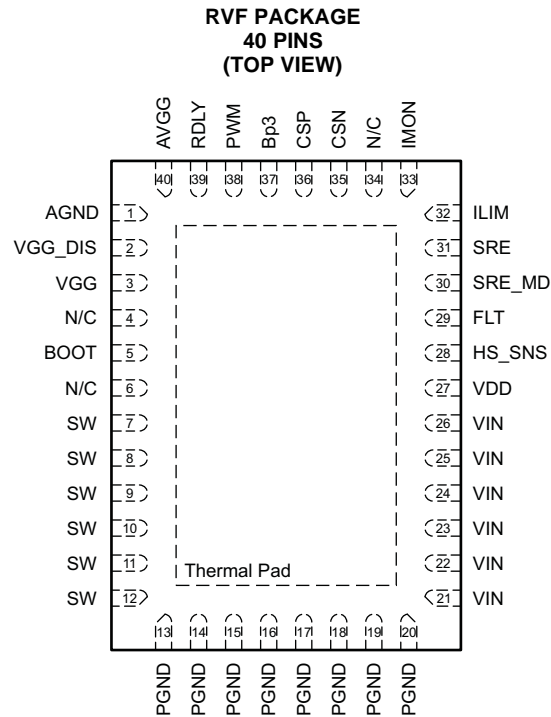 RVF PACKAGE
40 PINS
(TOP VIEW)
AVGG
RDLY
PWM
Bp3
CSP
CSN
N/C
IMON
40
39
38
37
36
35
34
33
AGND 1
VGG_DIS 2
VGG 3
N/C 4
BOOT 5
N/C 6
SW 7
SW 8
SW 9
SW 10
SW 11
SW 12
32 ILIM
31 SRE
30 SRE_MD
29 FLT
28 HS_SNS
27 VDD
26 VIN
25 VIN
24 VIN
23 VIN
22 VIN
21 VIN
Thermal Pad
13
14
15
16
17
18
19
20
PGND
PGND
PGND
PGND
PGND
PGND
PGND
PGND